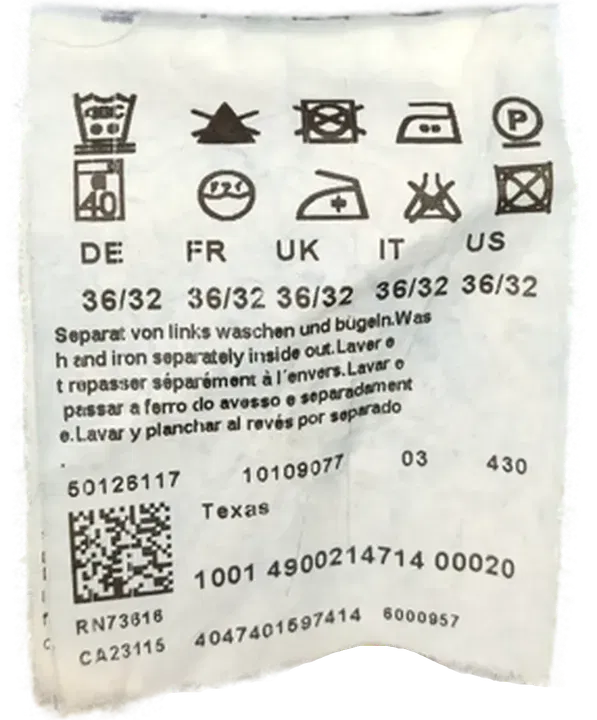 P
40
DE FR UK IT US
36/32 36/32 36/32 36/32 36/32
Separat von links waschen und bügeln.Was
h and iron separately inside out.Laver e
t repasser séparément à l'envers.Lavar e
passar a ferro do avesso e separadament
e.Lavar y planchar al revés por separado
.
50126117 10109077 03 430
Texas
1001 4900214714 00020
RN73616
CA23115 4047401597414 6000957